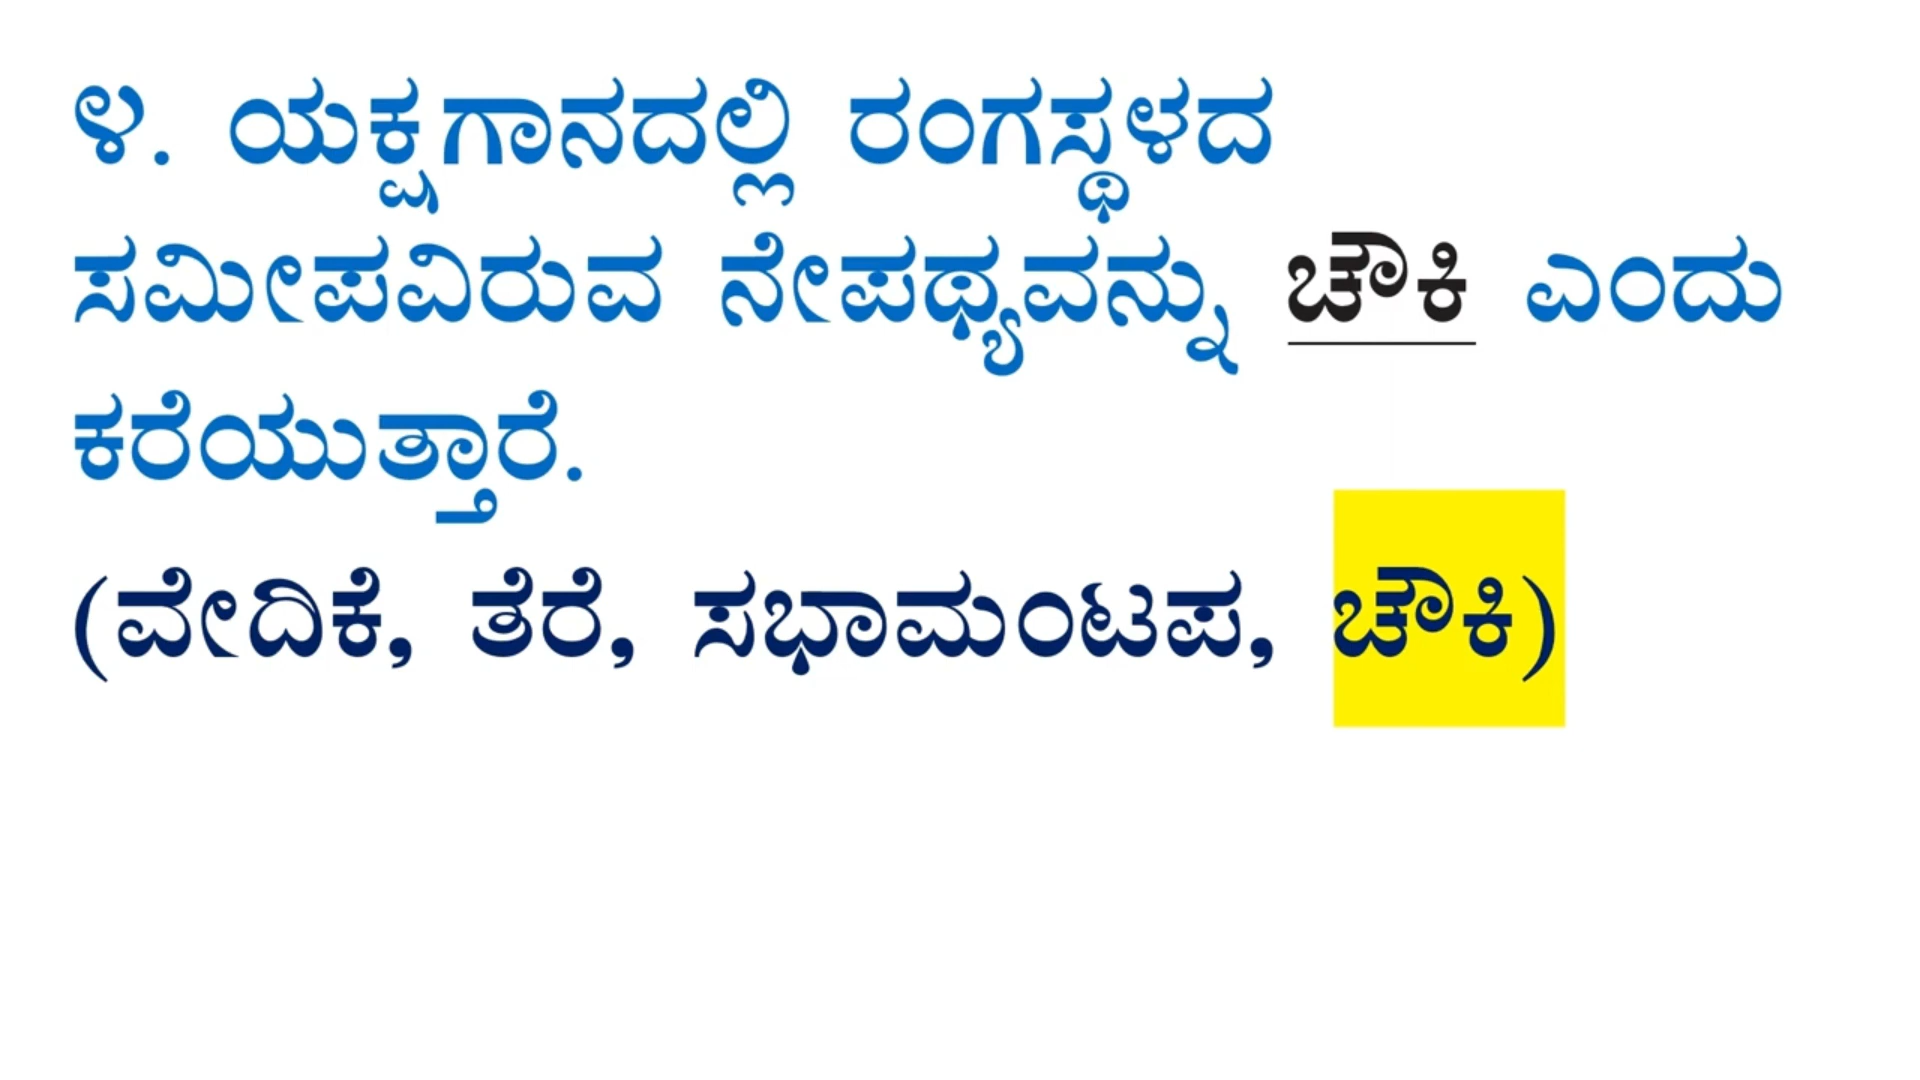 ೪. ಯಕ್ಷಗಾನದಲ್ಲಿ ರಂಗಸ್ಥಳದ
ಸಮೀಪವಿರುವ ನೇಪಥ್ಯವನ್ನು ಚೌಕಿ ಎಂದು
ಕರೆಯುತ್ತಾರೆ.
(ವೇದಿಕೆ, ತೆರೆ, ಸಭಾಮಂಟಪ, ಚೌಕಿ)